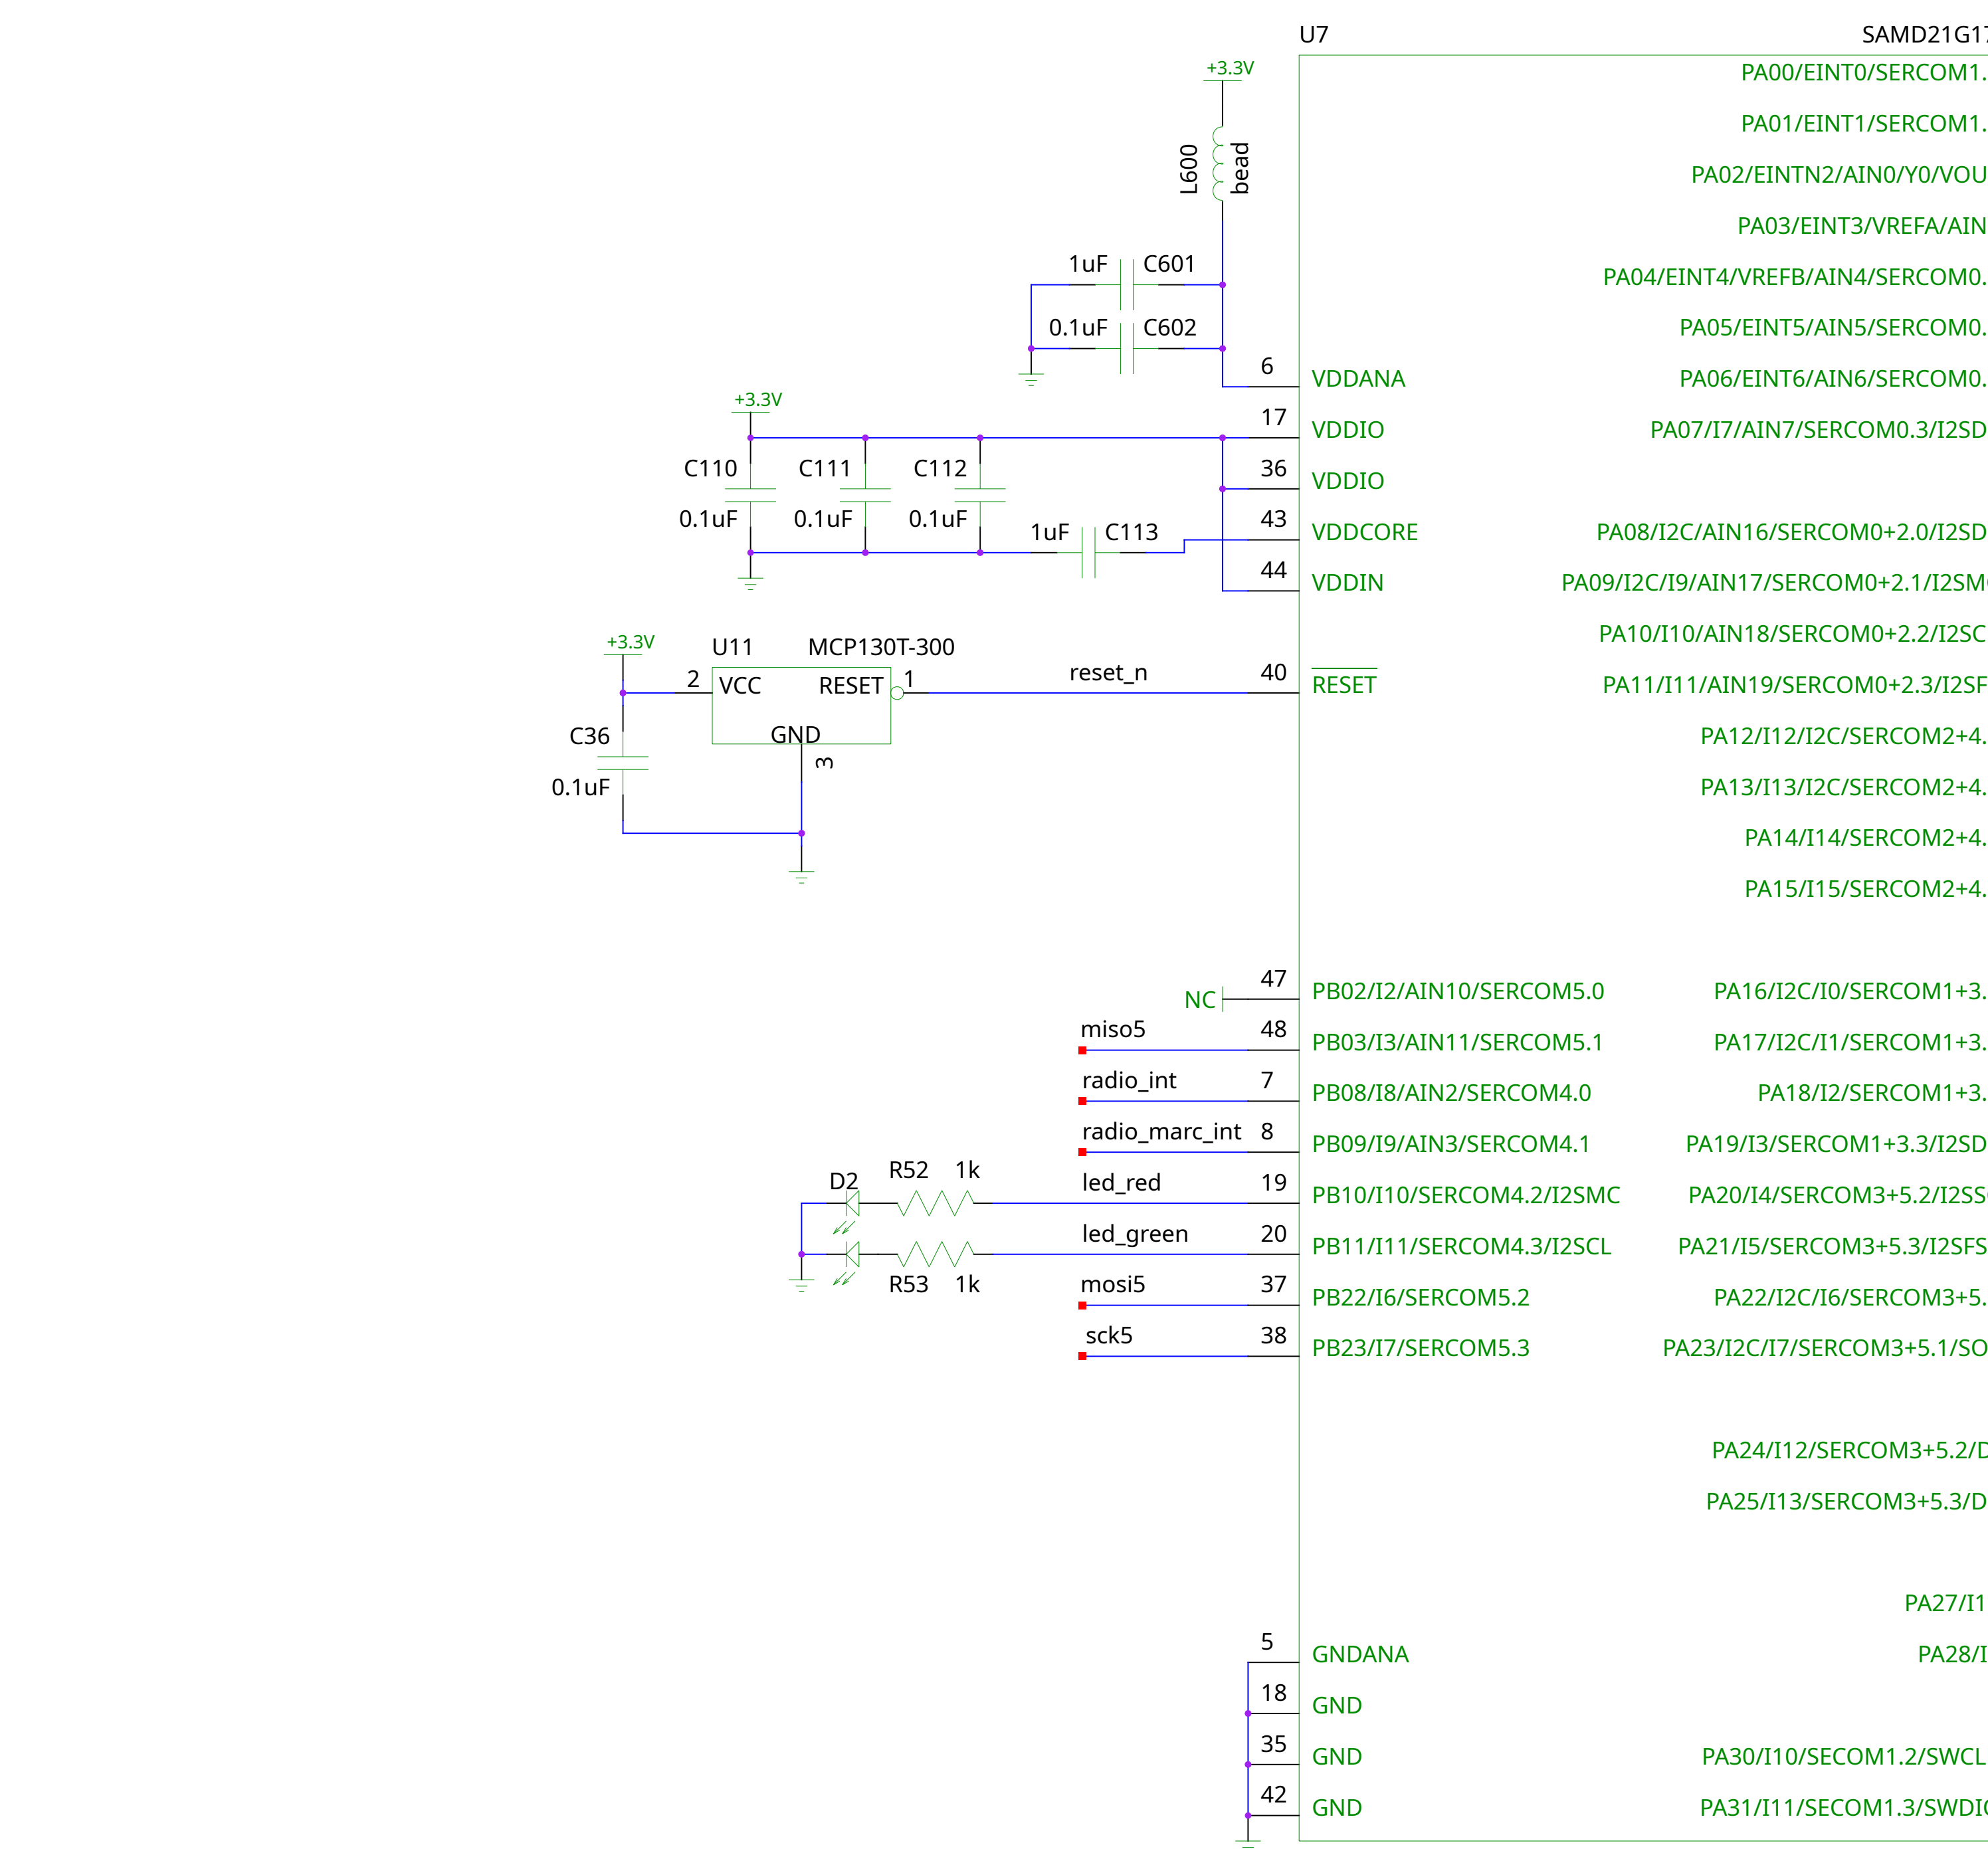 U7 SAMD21G17
PA00/EINT0/SERCOM1.
+3.3V
PA01/EINT1/SERCOM1.
L600 bead
PA02/EINTN2/AIN0/Y0/VOU
PA03/EINT3/VREFA/AIN
1uF C601
PA04/EINT4/VREFB/AIN4/SERCOM0.
0.1uF C602
PA05/EINT5/AIN5/SERCOM0.
6 VDDANA PA06/EINT6/AIN6/SERCOM0.
+3.3V
17 VDDIO PA07/I7/AIN7/SERCOM0.3/I2SD
C110 C111 C112
36 VDDIO
0.1uF 0.1uF 0.1uF
1uF C113
43 VDDCORE PA08/I2C/AIN16/SERCOM0+2.0/I2SD
44 VDDIN PA09/I2C/I9/AIN17/SERCOM0+2.1/I2SM
PA10/I10/AIN18/SERCOM0+2.2/I2SC
+3.3V
U11 MCP130T-300
2 VCC RESET 1
reset_n
40 RESET PA11/I11/AIN19/SERCOM0+2.3/I2SF
GND
3
C36
0.1uF
PA12/I12/I2C/SERCOM2+4.
PA13/I13/I2C/SERCOM2+4.
PA14/I14/SERCOM2+4.
PA15/I15/SERCOM2+4.
NC 47 PB02/I2/AIN10/SERCOM5.0 PA16/I2C/I0/SERCOM1+3.
miso5 48 PB03/I3/AIN11/SERCOM5.1 PA17/I2C/I1/SERCOM1+3.
radio_int 7 PB08/I8/AIN2/SERCOM4.0 PA18/I2/SERCOM1+3.
radio_marc_int 8 PB09/I9/AIN3/SERCOM4.1 PA19/I3/SERCOM1+3.3/I2SD
D2 R52 1k
led_red 19 PB10/I10/SERCOM4.2/I2SMC PA20/I4/SERCOM3+5.2/I2SS
led_green 20 PB11/I11/SERCOM4.3/I2SCL PA21/I5/SERCOM3+5.3/I2SFS
R53 1k
mosi5 37 PB22/I6/SERCOM5.2 PA22/I2C/I6/SERCOM3+5.
sck5 38 PB23/I7/SERCOM5.3 PA23/I2C/I7/SERCOM3+5.1/SO
PA24/I12/SERCOM3+5.2/D
PA25/I13/SERCOM3+5.3/D
PA27/I1
5 GNDANA PA28/I
18 GND
35 GND PA30/I10/SECOM1.2/SWCL
42 GND PA31/I11/SECOM1.3/SWDIO